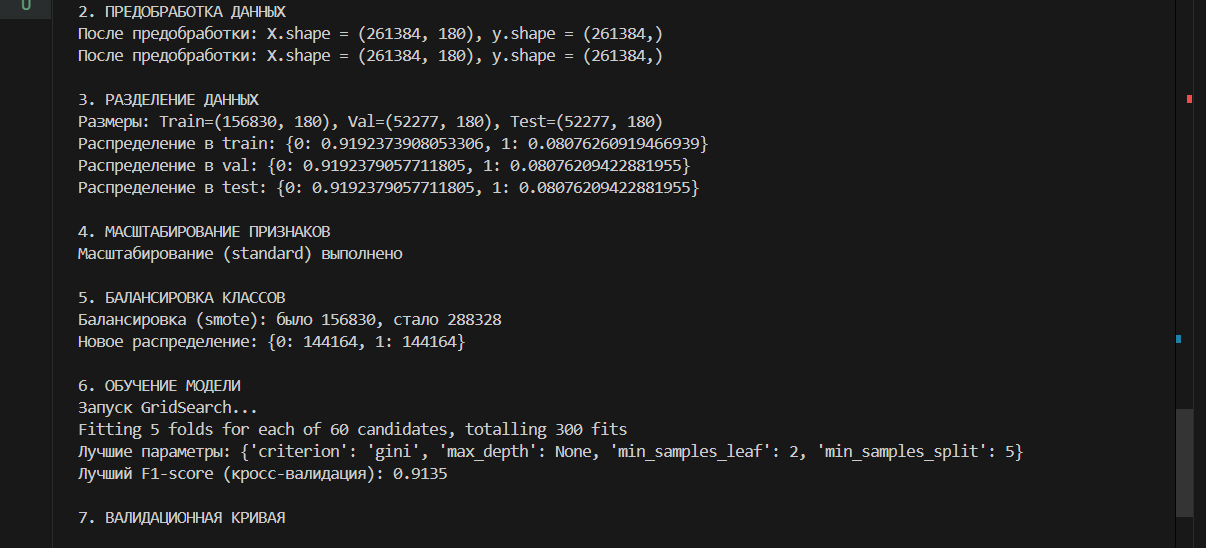 U
2. ПРЕДОБРАБОТКА ДАННЫХ
После предобработки: X.shape = (261384, 180), y.shape = (261384,)
После предобработки: X.shape = (261384, 180), y.shape = (261384,)
3. РАЗДЕЛЕНИЕ ДАННЫХ
Размеры: Train=(156830, 180), Val=(52277, 180), Test=(52277, 180)
Распределение в train: {0: 0.9192373908053306, 1: 0.08076260919466939}
Распределение в val: {0: 0.9192379057711805, 1: 0.08076209422881955}
Распределение в test: {0: 0.9192379057711805, 1: 0.08076209422881955}
4. МАСШТАБИРОВАНИЕ ПРИЗНАКОВ
Масштабирование (standard) выполнено
5. БАЛАНСИРОВКА КЛАССОВ
Балансировка (smote): было 156830, стало 288328
Новое распределение: {0: 144164, 1: 144164}
6. ОБУЧЕНИЕ МОДЕЛИ
Запуск GridSearch...
Fitting 5 folds for each of 60 candidates, totalling 300 fits
Лучшие параметры: {'criterion': 'gini', 'max_depth': None, 'min_samples_leaf': 2, 'min_samples_split': 5}
Лучший F1-score (кросс-валидация): 0.9135
7. ВАЛИДАЦИОННАЯ КРИВАЯ